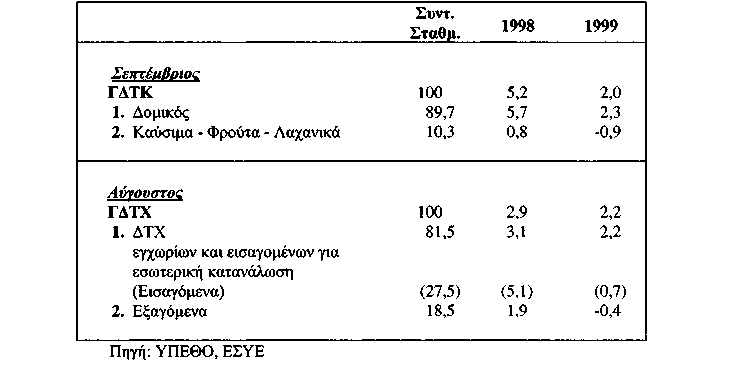 Συντ. Σταθμ. 1998 1999
Σεπτέμβριος
ΓΔΤΚ 100 5,2 2,0
1. Δομικός 89,7 5,7 2,3
2. Καύσιμα - Φρούτα - Λαχανικά 10,3 0,8 -0,9
Αύγουστος
ΓΔΤΧ 100 2,9 2,2
1. ΔΤΧ 81,5 3,1 2,2
εγχωρίων και εισαγομένων για
εσωτερική κατανάλωση
(Εισαγόμενα) (27,5) (5,1) (0,7)
2. Εξαγόμενα 18,5 1,9 -0,4
Πηγή: ΥΠΕΘΟ, ΕΣΥΕ